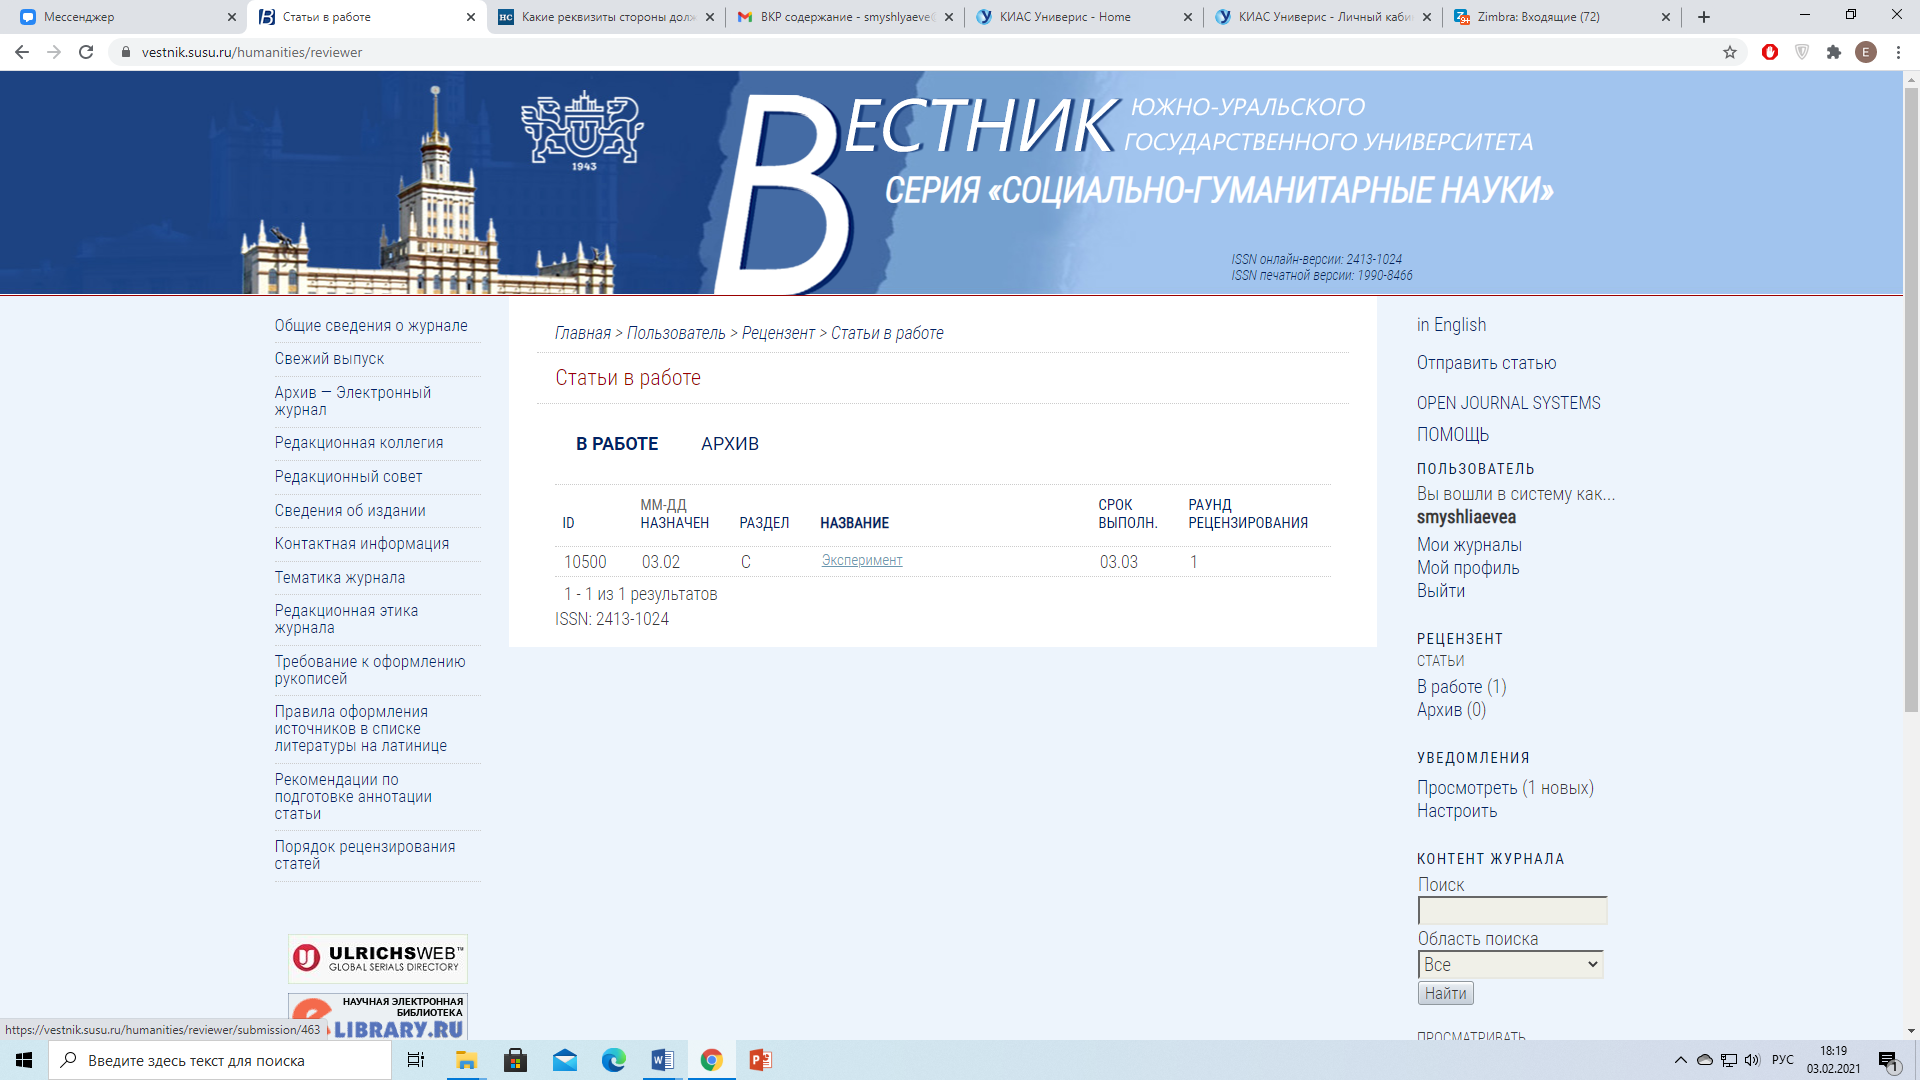 Мессенджер
Статьи в работе
Какие реквизиты стороны долж
ВКР содержание - smyshlyaeve
КИАС Универис - Home
КИАС Универис - Личный каби
Zimbra: Входящие (72)
vestnik.susu.ru/humanities/reviewer
E
1943
ВЕСТНИК
ЮЖНО-УРАЛЬСКОГО
ГОСУДАРСТВЕННОГО УНИВЕРСИТЕТА
СЕРИЯ «СОЦИАЛЬНО-ГУМАНИТАРНЫЕ НАУКИ»
ISSN онлайн-версии: 2413-1024
ISSN печатной версии: 1990-8466
Общие сведения о журнале
Свежий выпуск
Архив — Электронный
журнал
Редакционная коллегия
Редакционный совет
Сведения об издании
Контактная информация
Тематика журнала
Редакционная этика
журнала
Требование к оформлению
рукописей
Правила оформления
источников в списке
литературы на латинице
Рекомендации по
подготовке аннотации
статьи
Порядок рецензирования
статей
ULRICHSWEB™
GLOBAL SERIALS DIRECTORY
НАУЧНАЯ ЭЛЕКТРОННАЯ
БИБЛИОТЕКА
eLIBRARY.RU
Главная > Пользователь > Рецензент > Статьи в работе
Статьи в работе
В РАБОТЕ АРХИВ
ММ-ДД СРОК РАУНД
ID НАЗНАЧЕН РАЗДЕЛ НАЗВАНИЕ ВЫПОЛН. РЕЦЕНЗИРОВАНИЯ
10500 03.02 С Эксперимент 03.03 1
1 - 1 из 1 результатов
ISSN: 2413-1024
in English
Отправить статью
OPEN JOURNAL SYSTEMS
ПОМОЩЬ
ПОЛЬЗОВАТЕЛЬ
Вы вошли в систему как...
smyshliaevea
Мои журналы
Мой профиль
Выйти
РЕЦЕНЗЕНТ
СТАТЬИ
В работе (1)
Архив (0)
УВЕДОМЛЕНИЯ
Просмотреть (1 новых)
Настроить
КОНТЕНТ ЖУРНАЛА
Поиск
Область поиска
Все
Найти
ПРОСМАТРИВАТЬ
https://vestnik.susu.ru/humanities/reviewer/submission/463
Введите здесь текст для поиска
РУС
18:19
03.02.2021
1